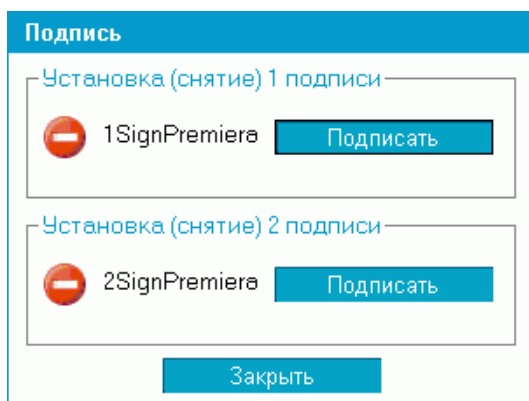 Подпись
Установка (снятие) 1 подписи
1SignPremiera Подписать
Установка (снятие) 2 подписи
2SignPremiera Подписать
Закрыть